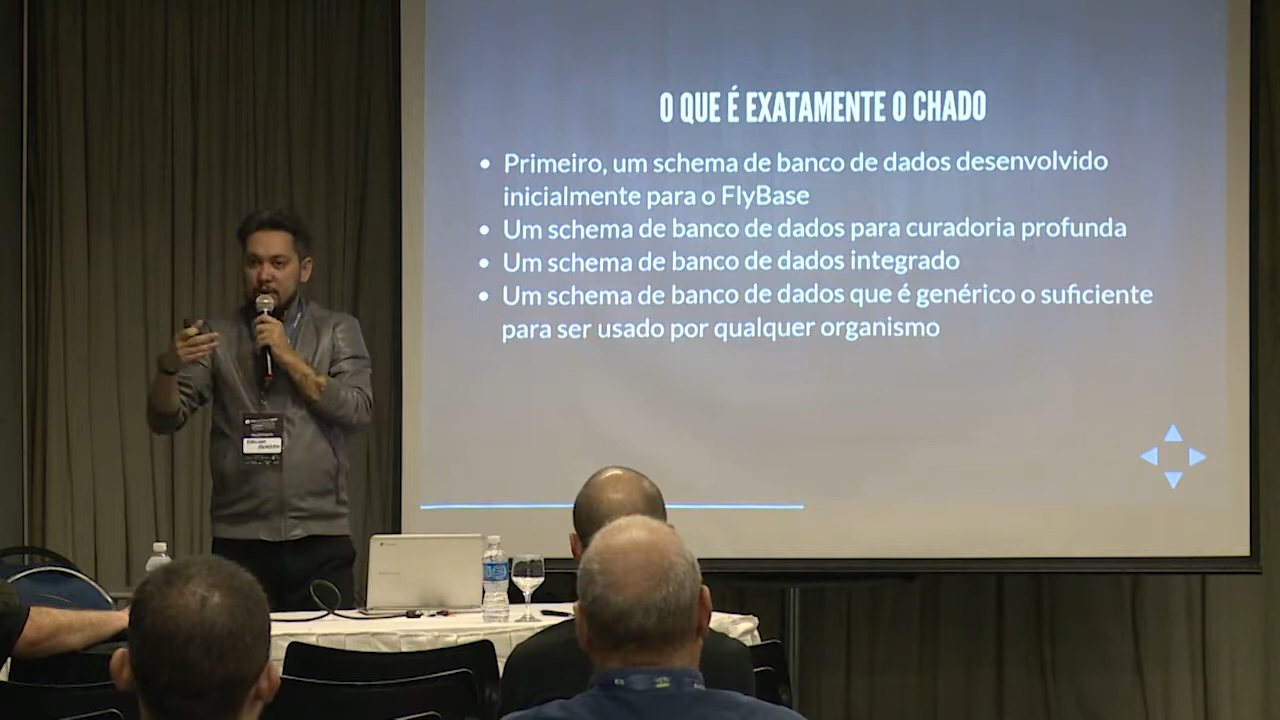 O QUE É EXATAMENTE O CHADO
• Primeiro, um schema de banco de dados desenvolvido
inicialmente para o FlyBase
• Um schema de banco de dados para curadoria profunda
• Um schema de banco de dados integrado
• Um schema de banco de dados que é genérico o suficiente
para ser usado por qualquer organismo